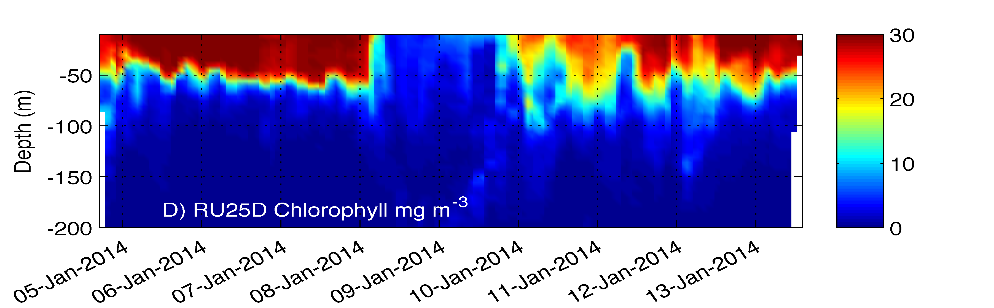 Depth (m)
-50
-100
-150
-200
D) RU25D Chlorophyll mg m-3
05-Jan-2014
06-Jan-2014
07-Jan-2014
08-Jan-2014
09-Jan-2014
10-Jan-2014
11-Jan-2014
12-Jan-2014
13-Jan-2014
30
20
10
0